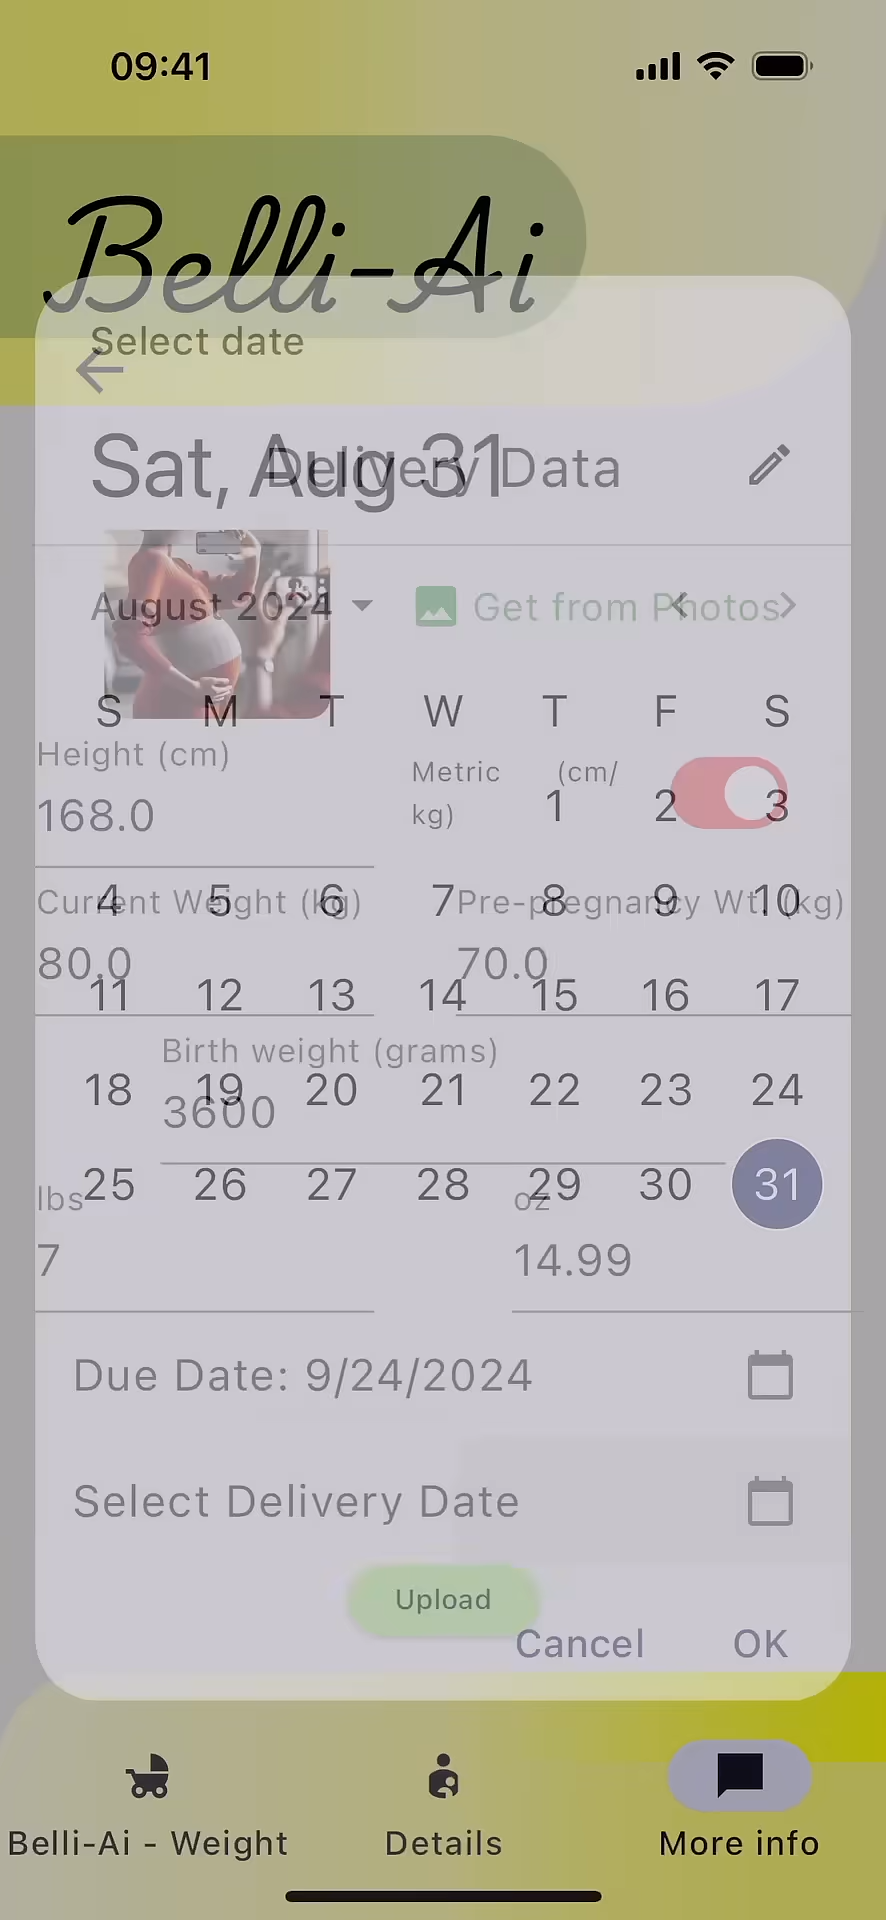 09:41
Belli-Ai
Select date
Sat, Aug 31
Delivery Data
August 2024
Get from Photos
S M T W T F S
Height (cm)
Metric (cm/
kg)
168.0
1 2 3
Current Weight (kg)
Pre-pregnancy Wt. (kg)
4 5 6 7 8 9 10
80.0
70.0
11 12 13 14 15 16 17
Birth weight (grams)
18 19 20 21 22 23 24
3600
25 26 27 28 29 30 31
lbs
oz
7
14.99
Due Date: 9/24/2024
Select Delivery Date
Upload
Cancel OK
Belli-Ai - Weight
Details
More info